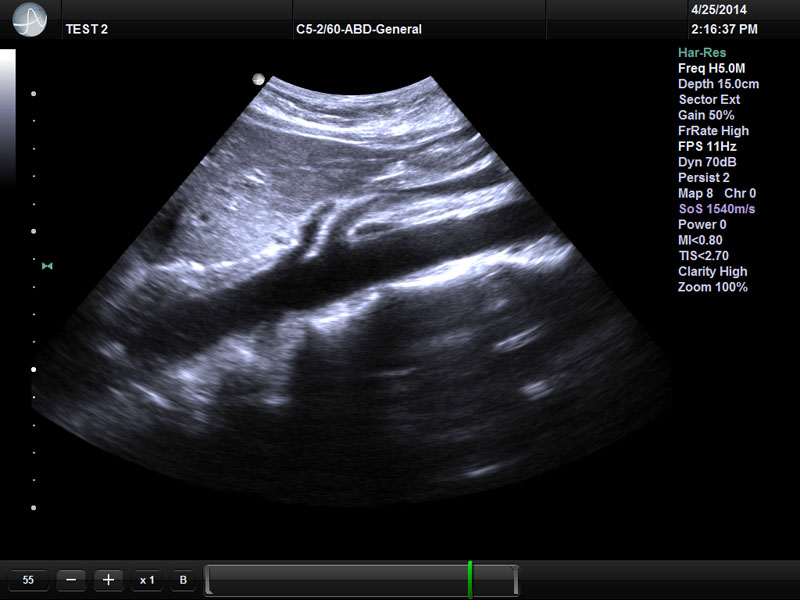 TEST 2
C5-2/60-ABD-General
4/25/2014
2:16:37 PM
Har-Res
Freq H5.0M
Depth 15.0cm
Sector Ext
Gain 50%
FrRate High
FPS 11Hz
Dyn 70dB
Persist 2
Map 8 Chr 0
SoS 1540m/s
Power 0
MI<0.80
TIS<2.70
Clarity High
Zoom 100%
55 − + x 1 B